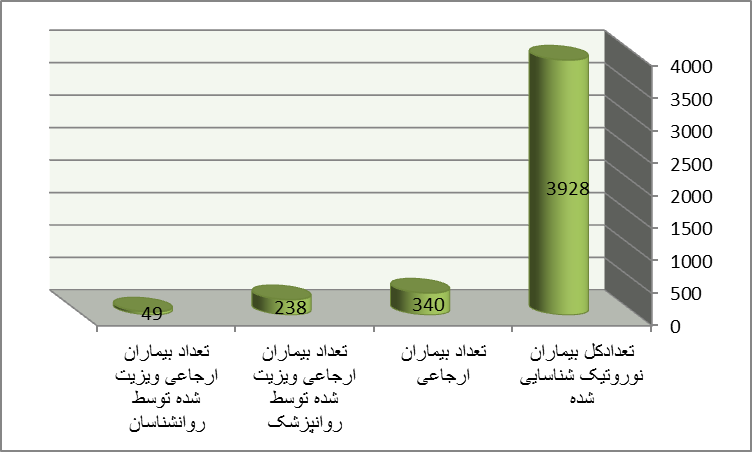 4000
3500
3000
2500
2000
1500
1000
500
0
3928
340
238
49
تعدادکل بیماران
نوروتیک شناسایی
شده
تعداد بیماران
ارجاعی
تعداد بیماران
ارجاعی ویزیت
شده توسط
روانپزشک
تعداد بیماران
ارجاعی ویزیت
شده توسط
روانشناسان